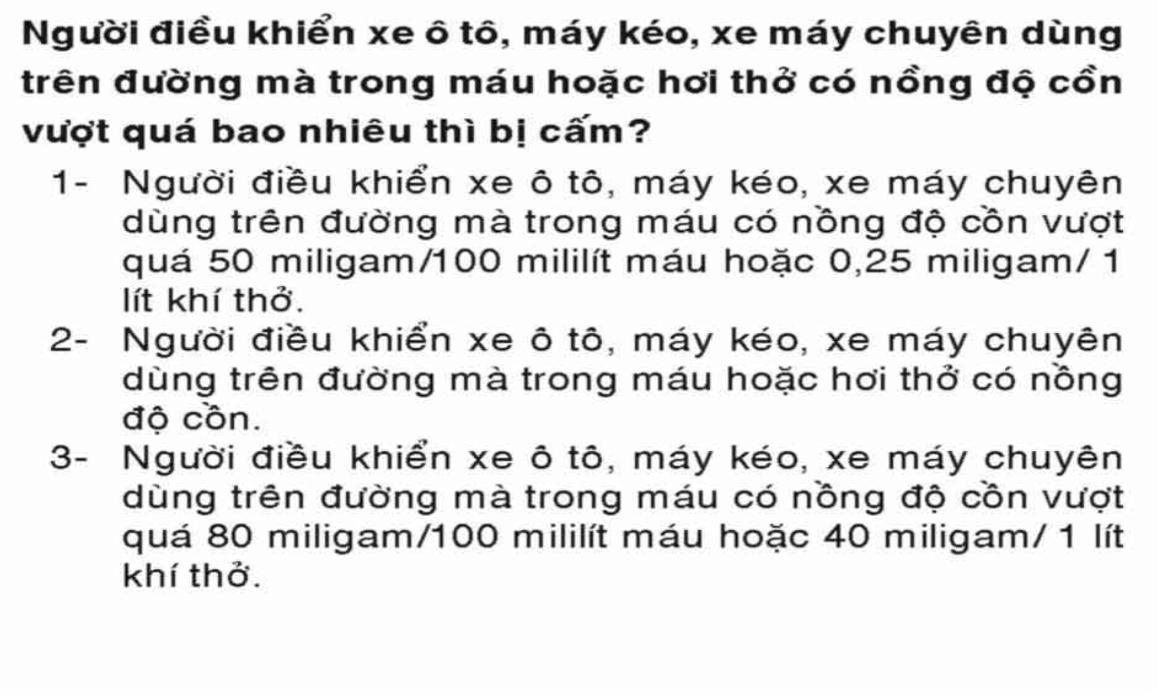 Người điều khiển xe ô tô, máy kéo, xe máy chuyên dùng
trên đường mà trong máu hoặc hơi thở có nồng độ cồn
vượt quá bao nhiêu thì bị cấm?
1- Người điều khiển xe ô tô, máy kéo, xe máy chuyên
dùng trên đường mà trong máu có nồng độ cồn vượt
quá 50 miligam/100 mililít máu hoặc 0,25 miligam/ 1
lít khí thở.
2- Người điều khiển xe ô tô, máy kéo, xe máy chuyên
dùng trên đường mà trong máu hoặc hơi thở có nồng
độ cồn.
3- Người điều khiển xe ô tô, máy kéo, xe máy chuyên
dùng trên đường mà trong máu có nồng độ cồn vượt
quá 80 miligam/100 mililít máu hoặc 40 miligam/ 1 lít
khí thở.